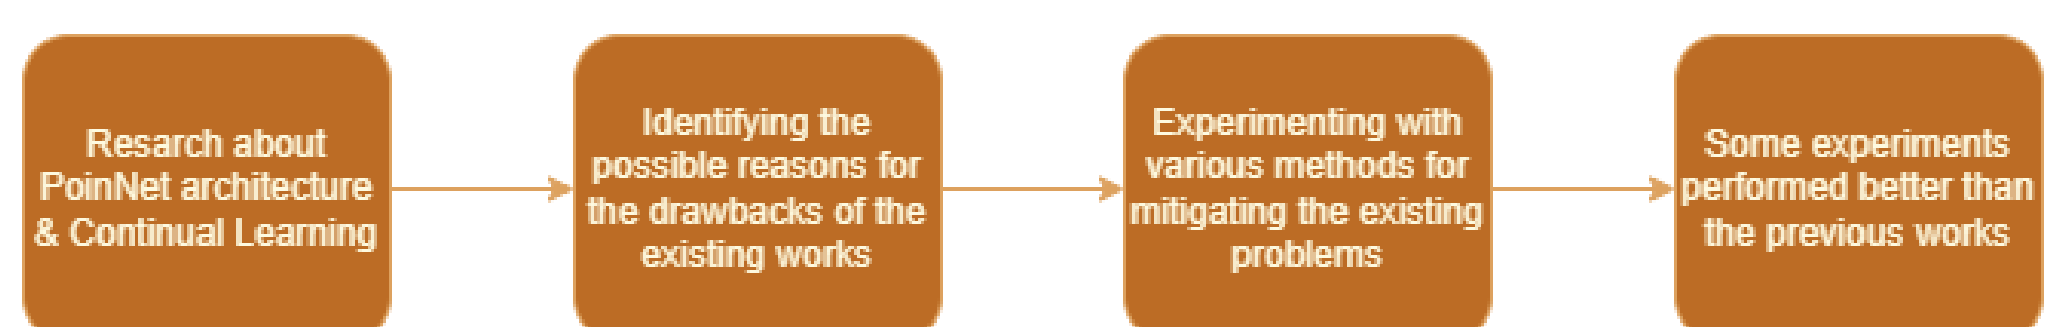 Resarch about
PoinNet architecture
& Continual Learning
Identifying the
possible reasons for
the drawbacks of the
existing works
Experimenting with
various methods for
mitigating the existing
problems
Some experiments
performed better than
the previous works